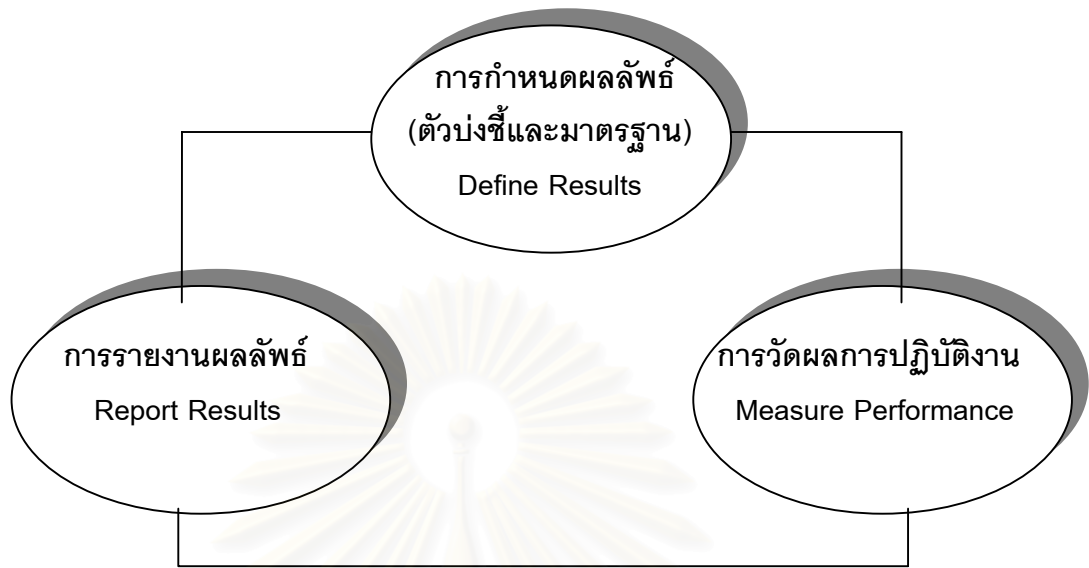 การกำหนดผลลัพธ์
(ตัวบ่งชี้และมาตรฐาน)
Define Results
การรายงานผลลัพธ์
Report Results
การวัดผลการปฏิบัติงาน
Measure Performance